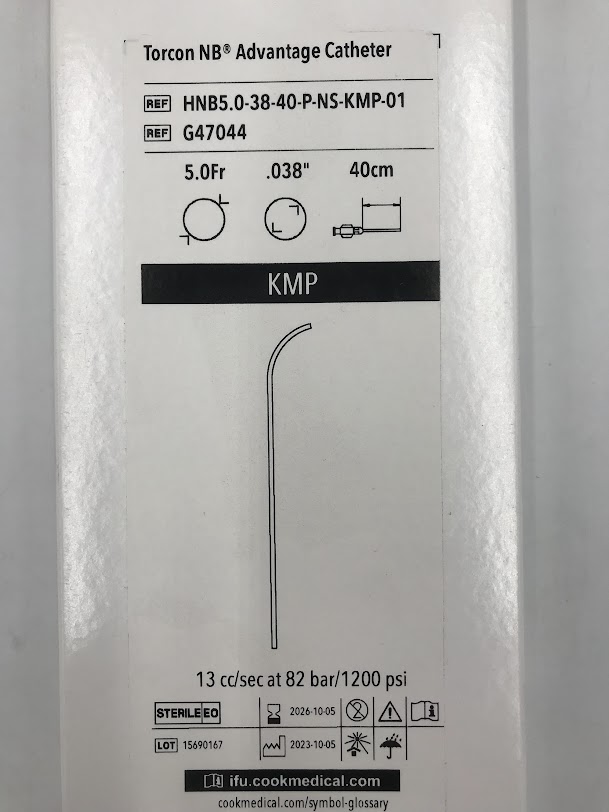 Torcon NB® Advantage Catheter
REF HNB5.0-38-40-P-NS-KMP-01
REF G47044
5.0Fr .038" 40cm
KMP
13 cc/sec at 82 bar/1200 psi
STERILE EO 2026-10-05
LOT 15690167 2023-10-05
ifu.cookmedical.com
cookmedical.com/symbol-glossary